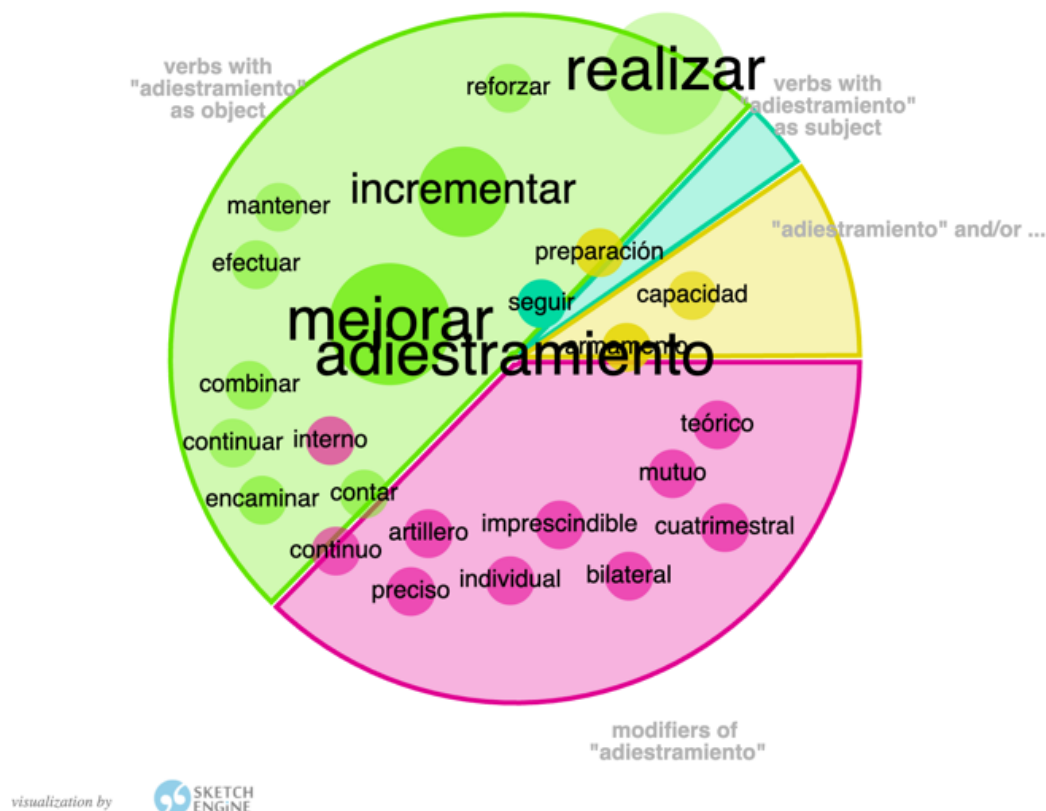 verbs with
"adiestramiento"
as object
reforzar
realizar
verbs with
"adiestramiento"
as subject
incrementar
mantener
"adiestramiento" and/or ...
preparación
efectuar
capacidad
seguir
mejorar
armamento
adiestramiento
combinar
teórico
continuar
interno
mutuo
encaminar
contar
artillero
imprescindible
cuatrimestral
continuo
preciso
individual
bilateral
modifiers of
"adiestramiento"
visualization by
SKETCH
ENGINE